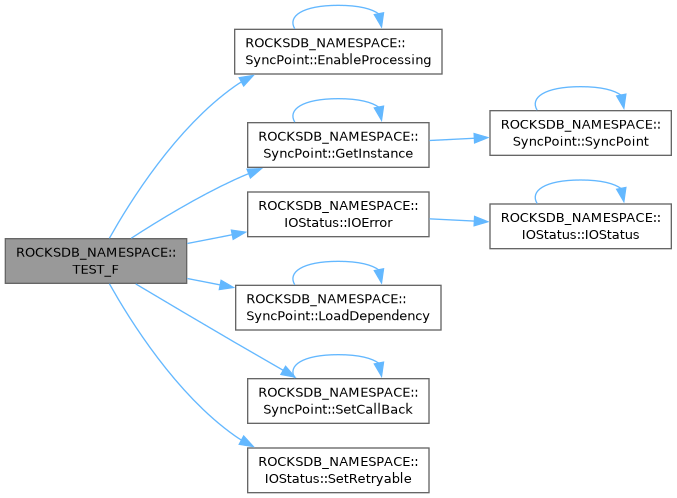 ROCKSDB_NAMESPACE::
SyncPoint::EnableProcessing
ROCKSDB_NAMESPACE::
SyncPoint::GetInstance
ROCKSDB_NAMESPACE::
SyncPoint::SyncPoint
ROCKSDB_NAMESPACE::
IOStatus::IOError
ROCKSDB_NAMESPACE::
IOStatus::IOStatus
ROCKSDB_NAMESPACE::
TEST_F
ROCKSDB_NAMESPACE::
SyncPoint::LoadDependency
ROCKSDB_NAMESPACE::
SyncPoint::SetCallBack
ROCKSDB_NAMESPACE::
IOStatus::SetRetryable